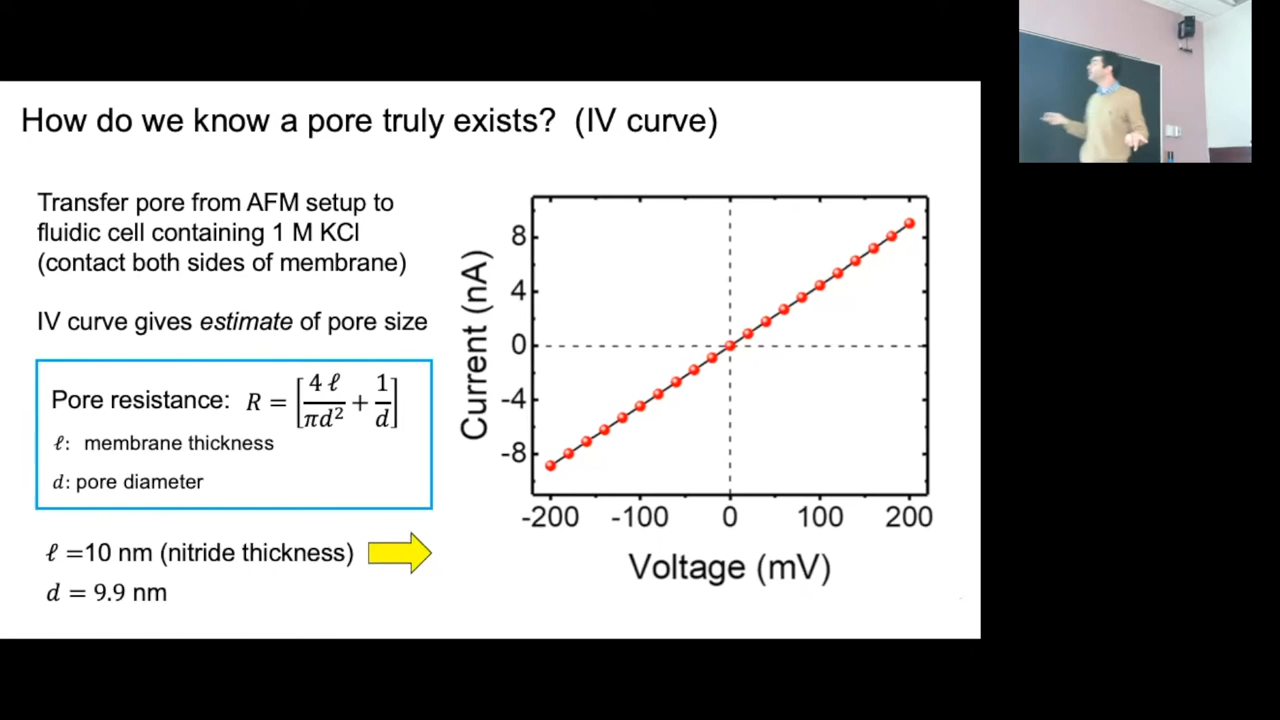 How do we know a pore truly exists? (IV curve)
Transfer pore from AFM setup to
fluidic cell containing 1 M KCl
(contact both sides of membrane)
IV curve gives estimate of pore size
Pore resistance: R = [4 ℓ/πd² + 1/d]
ℓ: membrane thickness
d: pore diameter
ℓ =10 nm (nitride thickness)
d = 9.9 nm
Current (nA)
8
4
0
-4
-8
-200 -100 0 100 200
Voltage (mV)